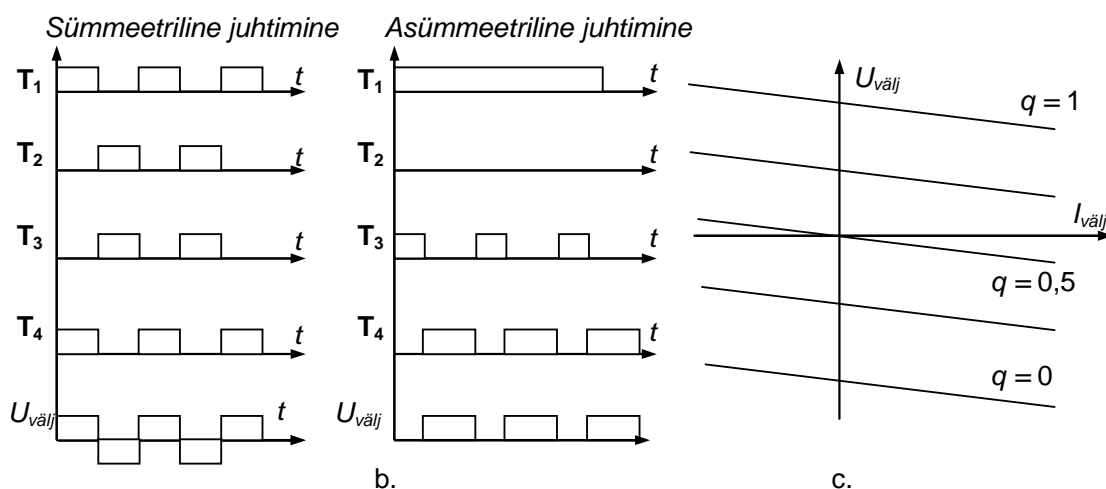 Sümmeetriline juhtimine
T1
t
T2
t
T3
t
T4
t
Uvälj
t
Asümmeetriline juhtimine
T1
t
T2
t
T3
t
T4
t
Uvälj
b.
Uvälj
q = 1
Ivälj
q = 0,5
q = 0
c.